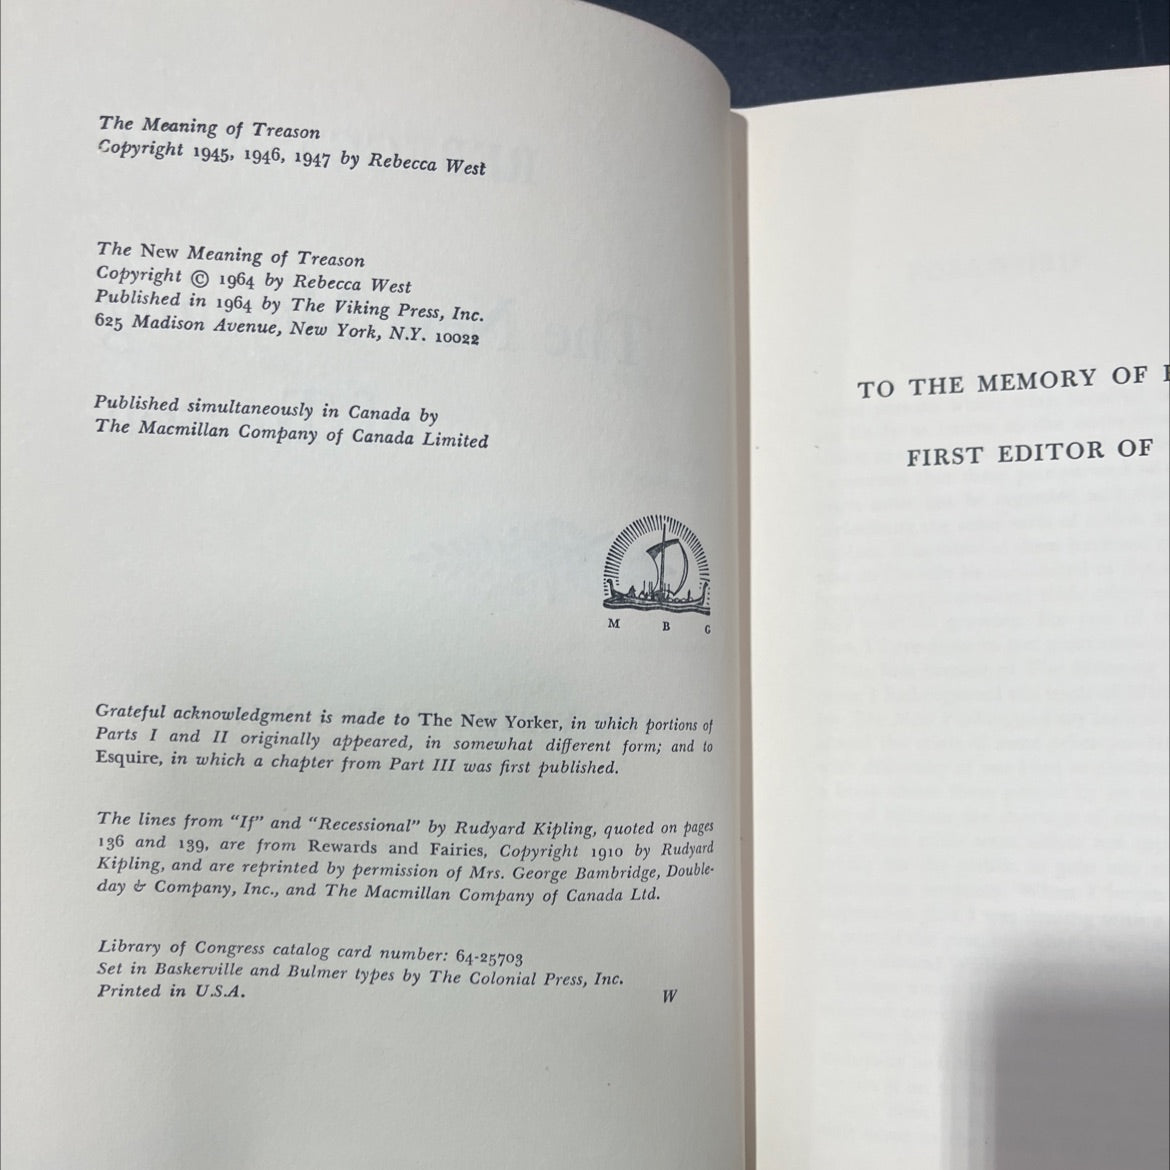 The Meaning of Treason
Copyright 1945, 1946, 1947 by Rebecca West
The New Meaning of Treason
Copyright © 1964 by Rebecca West
Published in 1964 by The Viking Press, Inc.
625 Madison Avenue, New York, N.Y. 10022
Published simultaneously in Canada by
The Macmillan Company of Canada Limited
M B G
Grateful acknowledgment is made to The New Yorker, in which portions of
Parts I and II originally appeared, in somewhat different form; and to
Esquire, in which a chapter from Part III was first published.
The lines from "If" and "Recessional" by Rudyard Kipling, quoted on pages
136 and 139, are from Rewards and Fairies, Copyright 1910 by Rudyard
Kipling, and are reprinted by permission of Mrs. George Bambridge, Double-
day & Company, Inc., and The Macmillan Company of Canada Ltd.
Library of Congress catalog card number: 64-25703
Set in Baskerville and Bulmer types by The Colonial Press, Inc.
Printed in U.S.A.
W
TO THE MEMORY OF
FIRST EDITOR OF